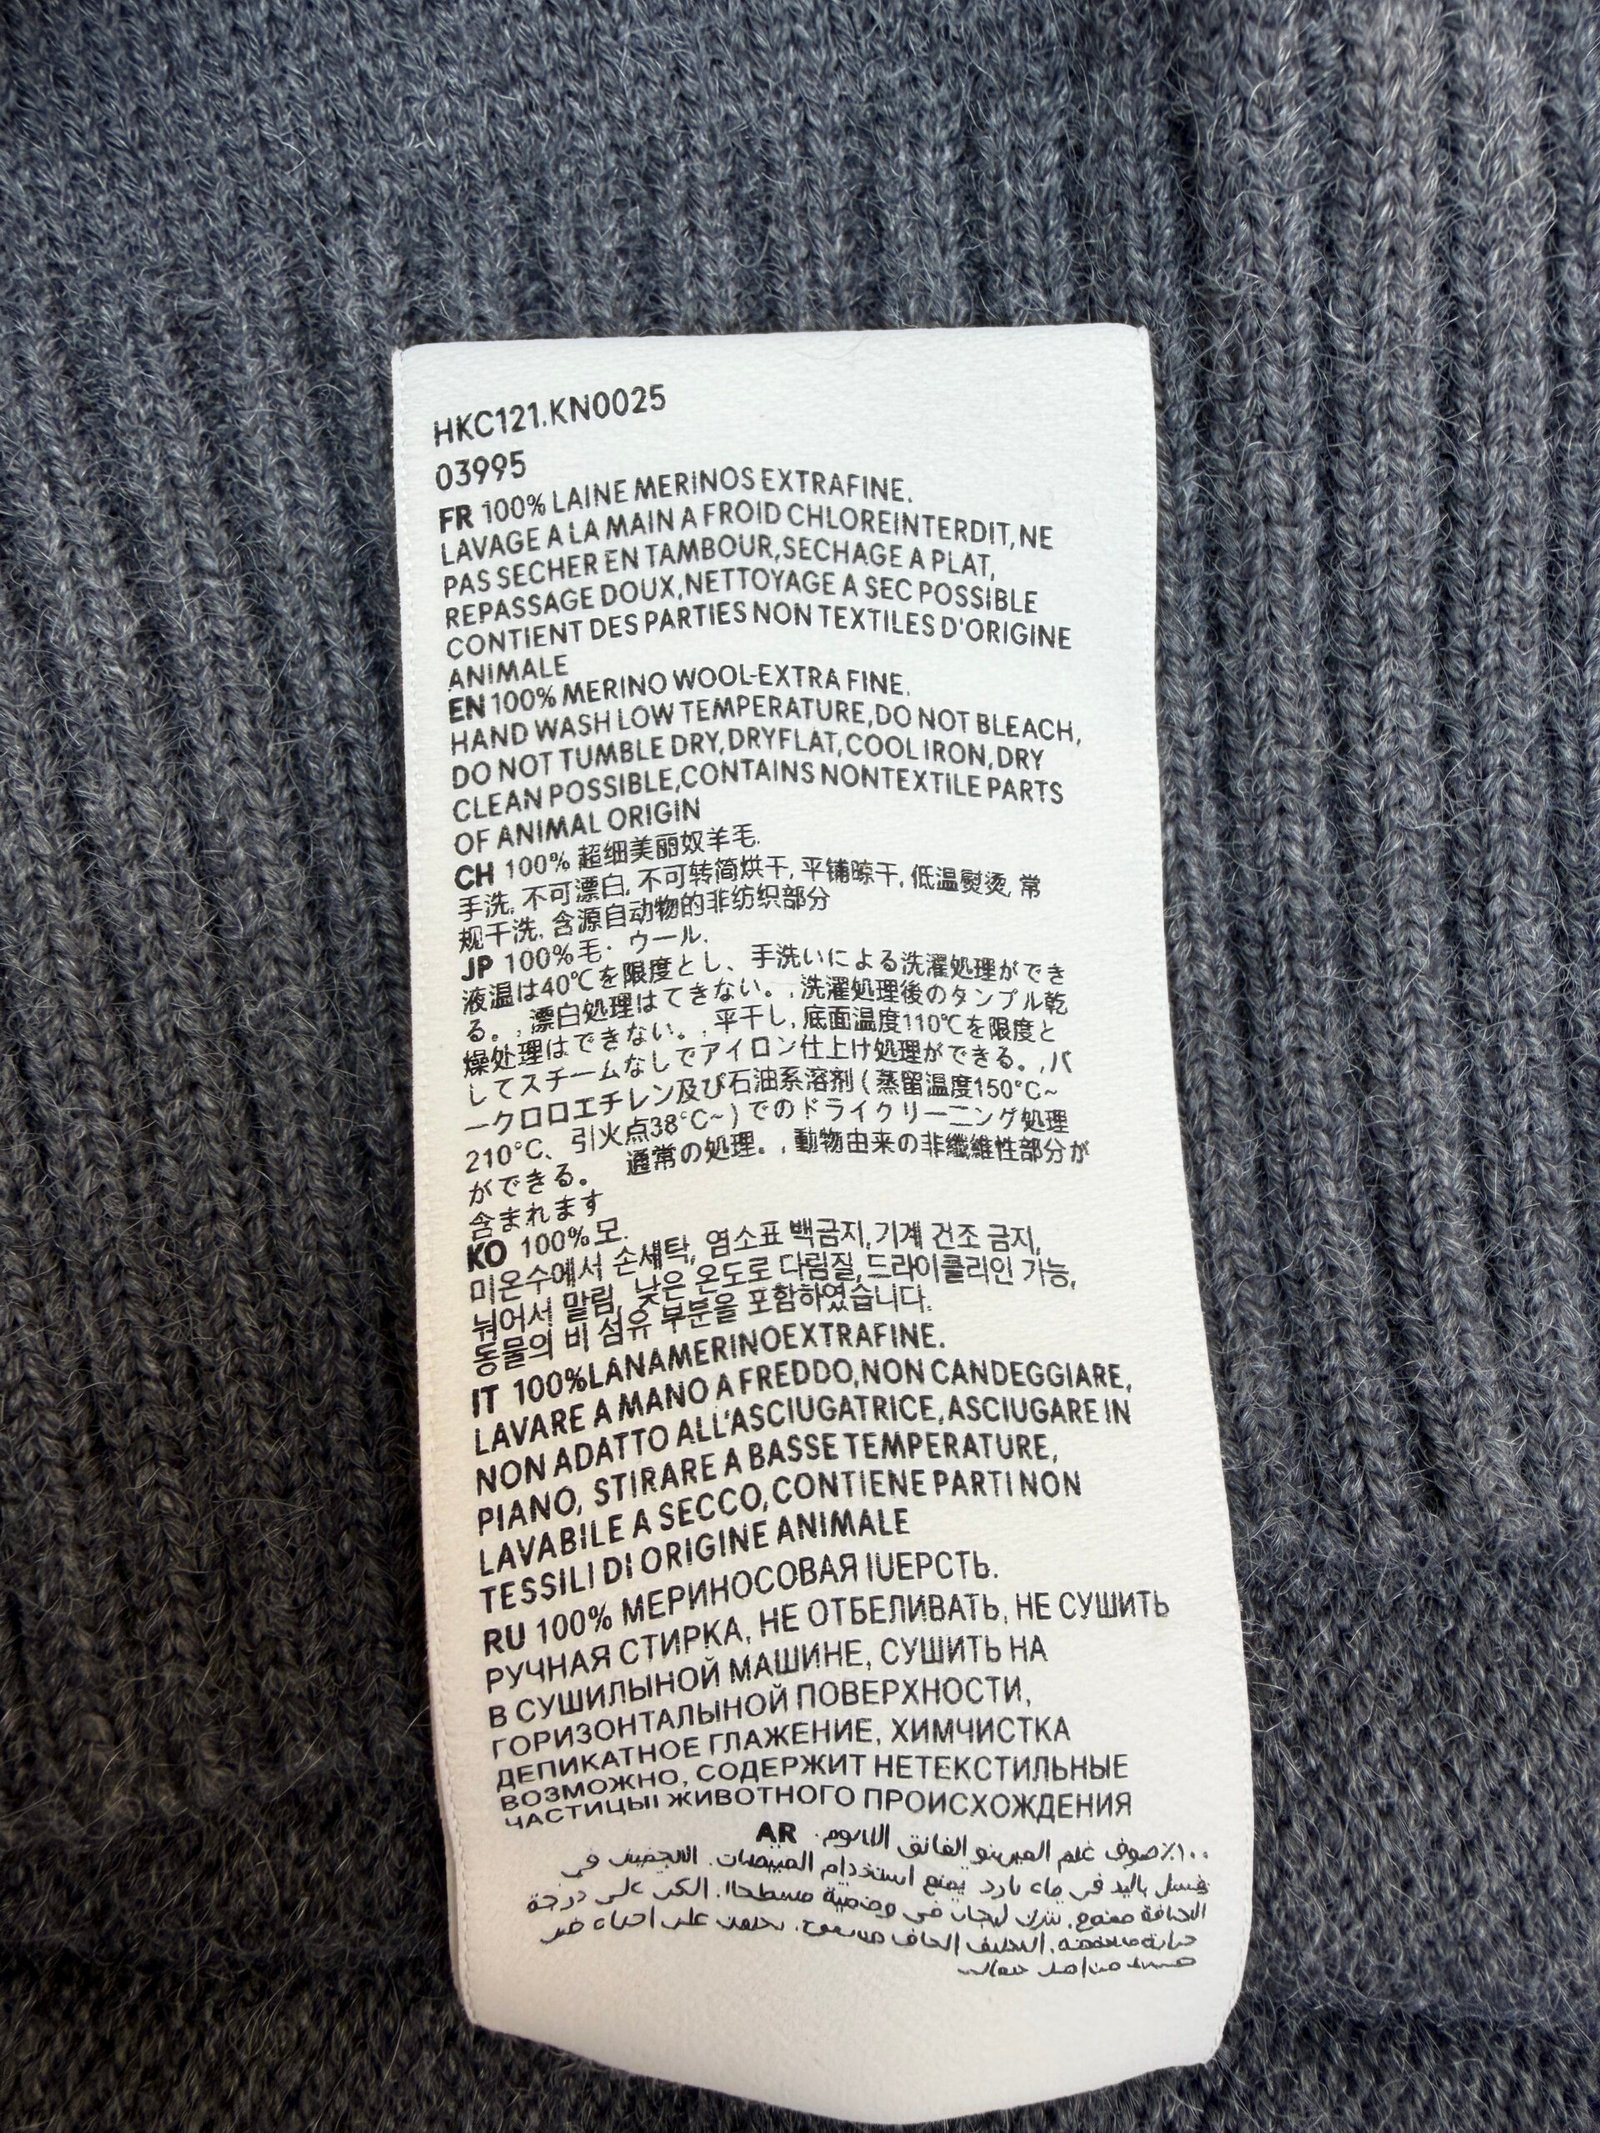 HKC121.KN0025
03995
FR 100% LAINE MERINOS EXTRAFINE.
LAVAGE A LA MAIN A FROID CHLOREINTERDIT,NE
PAS SECHER EN TAMBOUR,SECHAGE A PLAT,
REPASSAGE DOUX,NETTOYAGE A SEC POSSIBLE
CONTIENT DES PARTIES NON TEXTILES D'ORIGINE
ANIMALE
EN 100% MERINO WOOL-EXTRA FINE.
HAND WASH LOW TEMPERATURE,DO NOT BLEACH,
DO NOT TUMBLE DRY,DRYFLAT,COOL IRON,DRY
CLEAN POSSIBLE,CONTAINS NONTEXTILE PARTS
OF ANIMAL ORIGIN
CH 100% 超细美丽奴羊毛.
手洗, 不可漂白, 不可转筒烘干, 平铺晾干, 低温熨烫, 常
规干洗, 含源自动物的非纺织部分
JP 100%毛・ウール.
液温は40℃を限度とし、手洗いによる洗濯処理ができ
る。, 漂白処理はてきない。, 洗濯処理後のタンプル乾
燥处理はできない。, 平干し, 底面温度110℃を限度と
してスチームなしでアイロン仕上け処理ができる。, パ
ークロロエチレン及び石油系溶剤 ( 蒸留温度150°C~
210°C、引火点38°C~ ) でのドライクリーニング処理
ができる。 通常の処理。, 動物由来の非繊維性部分が
含まれます
KO 100%모.
미온수에서 손세탁, 염소표 백금지, 기계 건조 금지,
뉘어서 말림, 낮은 온도로 다림질, 드라이클리인 가능,
동물의 비 섬유 부분을 포함하였습니다.
IT 100%LANAMERINOEXTRAFINE.
LAVARE A MANO A FREDDO,NON CANDEGGIARE,
NON ADATTO ALL'ASCIUGATRICE,ASCIUGARE IN
PIANO, STIRARE A BASSE TEMPERATURE,
LAVABILE A SECCO,CONTIENE PARTI NON
TESSILI DI ORIGINE ANIMALE
RU 100% МЕРИНОСОВАЯ IUЕРСТЬ.
РУЧНАЯ СТИРКА, НЕ ОТБЕЛИВАТЬ, НЕ СУШИТЬ
В СУШИЛЫНОЙ МАШИНЕ, СУШИТЬ НА
ГОРИЗОНТАЛЫНОЙ ПОВЕРХНОСТИ,
ДЕПИКАТНОЕ ГЛАЖЕНИЕ, ХИМЧИСТКА
ВОЗМОЖНО, СОДЕРЖИТ НЕТЕКСТИЛЬНЫЕ
ЧАСТИЦЫI ЖИВОТНОГО ПРОИСХОЖДЕНИЯ
AR
١٠٠٪ صوف غنم المرينو الفائق
باليد في ماء بارد. يمنع استخدام